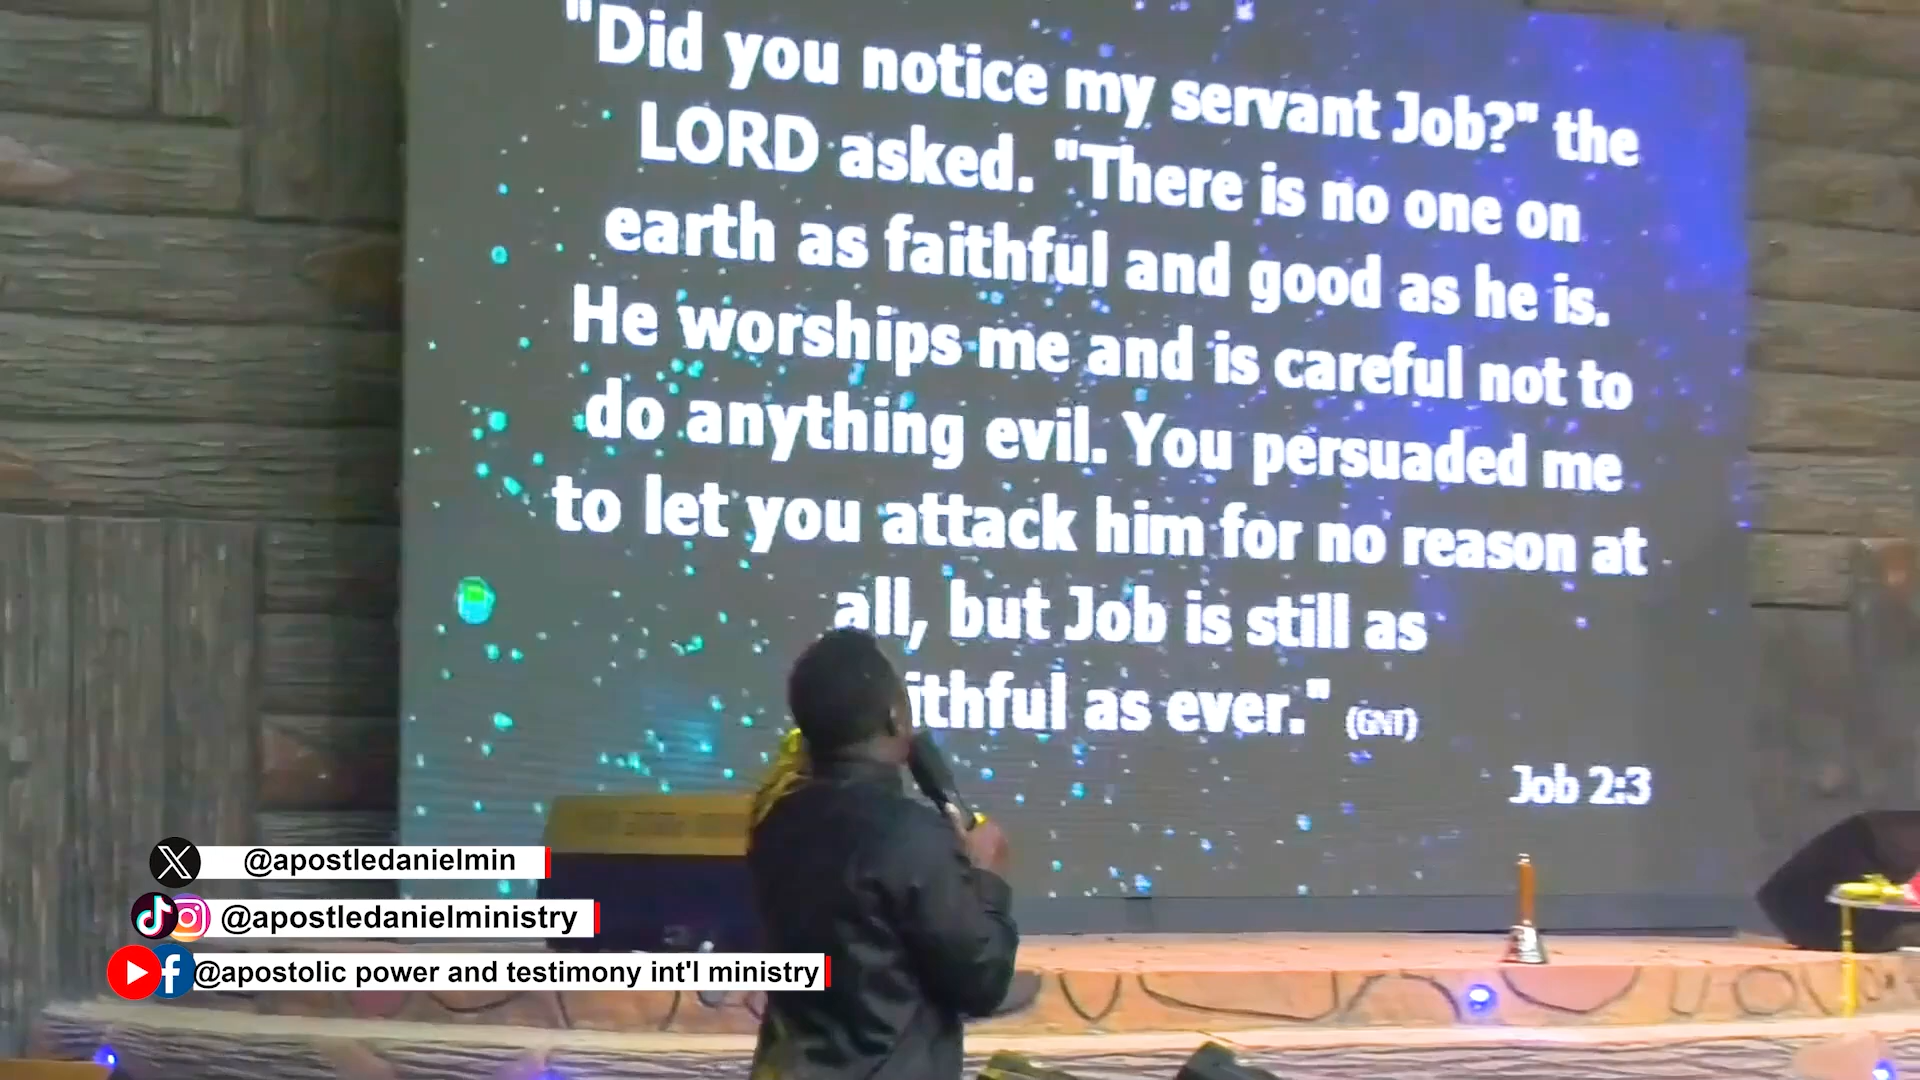 "Did you notice my servant Job?" the
LORD asked. "There is no one on
earth as faithful and good as he is.
He worships me and is careful not to
do anything evil. You persuaded me
to let you attack him for no reason at
all, but Job is still as
ithful as ever." (GNT)
Job 2:3
@apostledanielmin
@apostledanielministry
@apostolic power and testimony int'l ministry